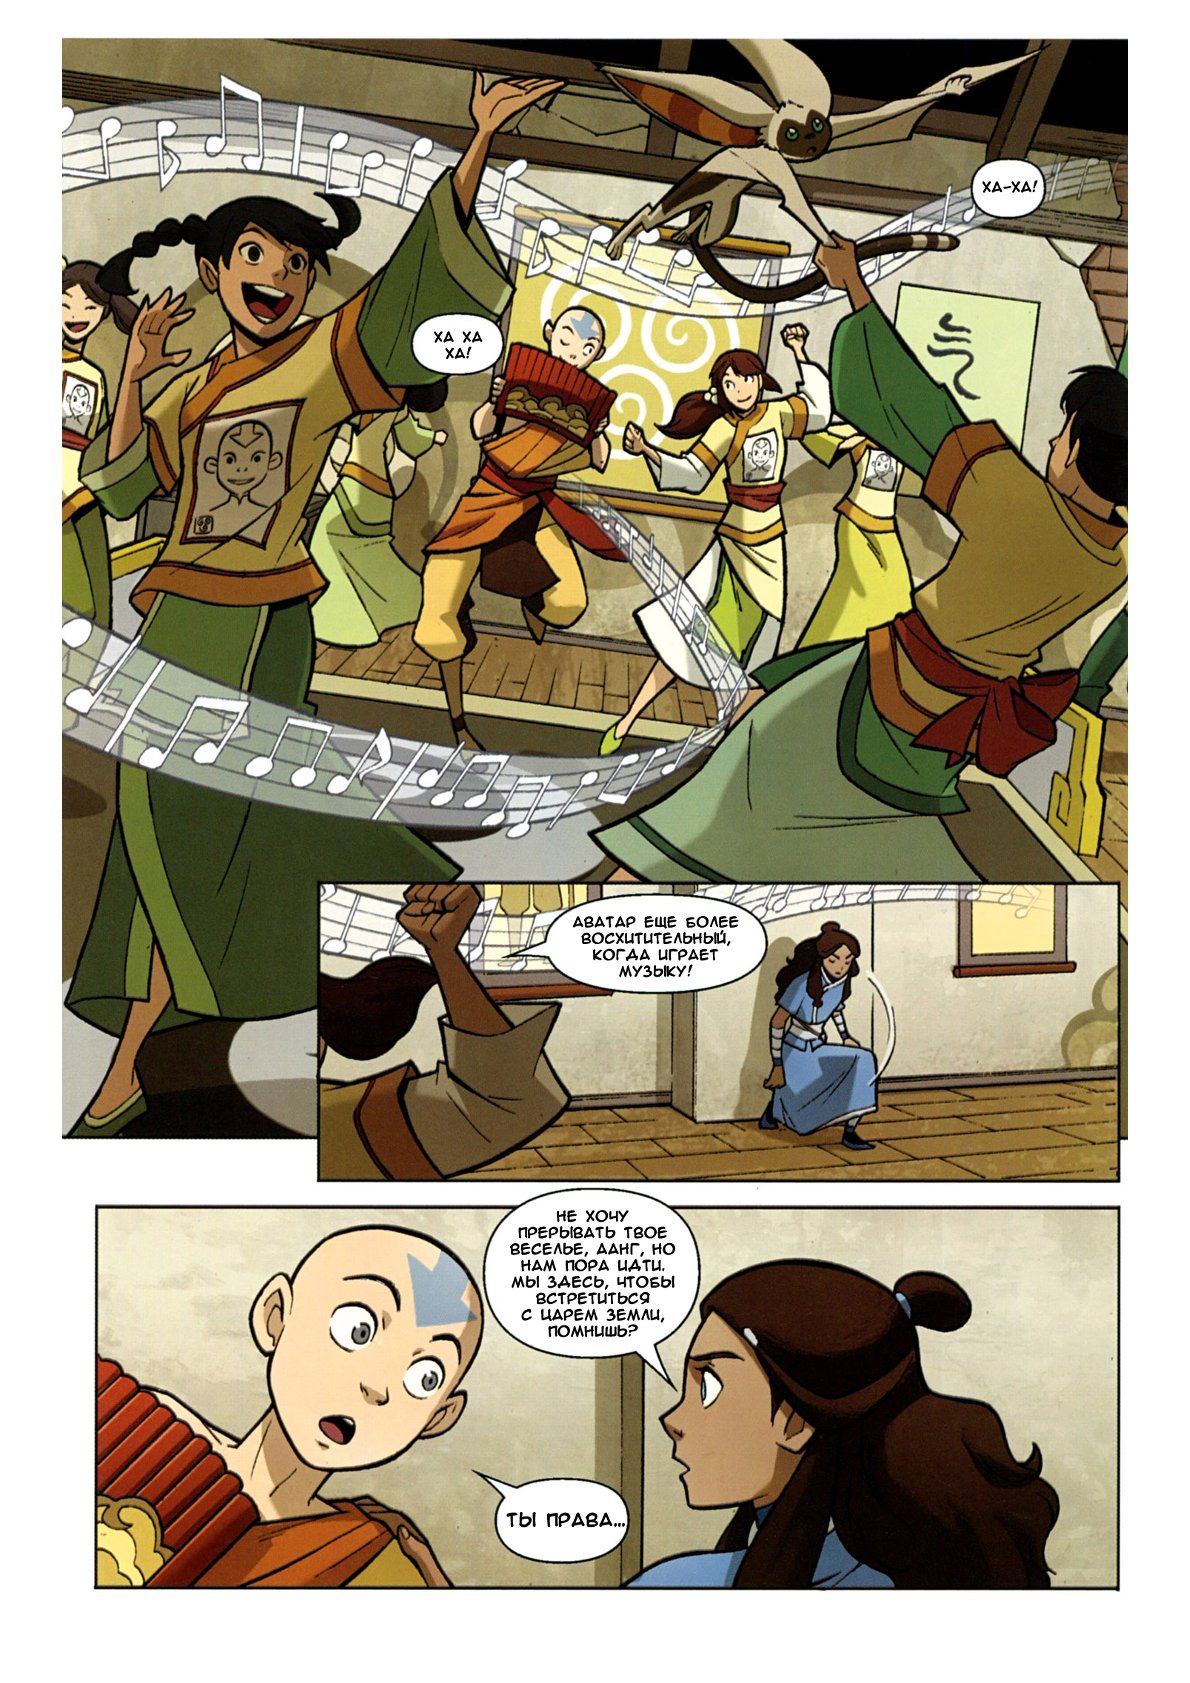 ХА-ХА!
ХА ХА
ХА!
气
АВАТАР ЕЩЕ БОЛЕЕ
ВОСХИТИТЕЛЬНЫЙ,
КОГДА ИГРАЕТ
МУЗЫКУ!
НЕ ХОЧУ
ПРЕРЫВАТЬ ТВОЕ
ВЕСЕЛЬЕ, ААНГ, НО
НАМ ПОРА ИДТИ.
МЫ ЗДЕСЬ, ЧТОБЫ
ВСТРЕТИТЬСЯ
С ЦАРЕМ ЗЕМЛИ,
ПОМНИШЬ?
ТЫ ПРАВА...